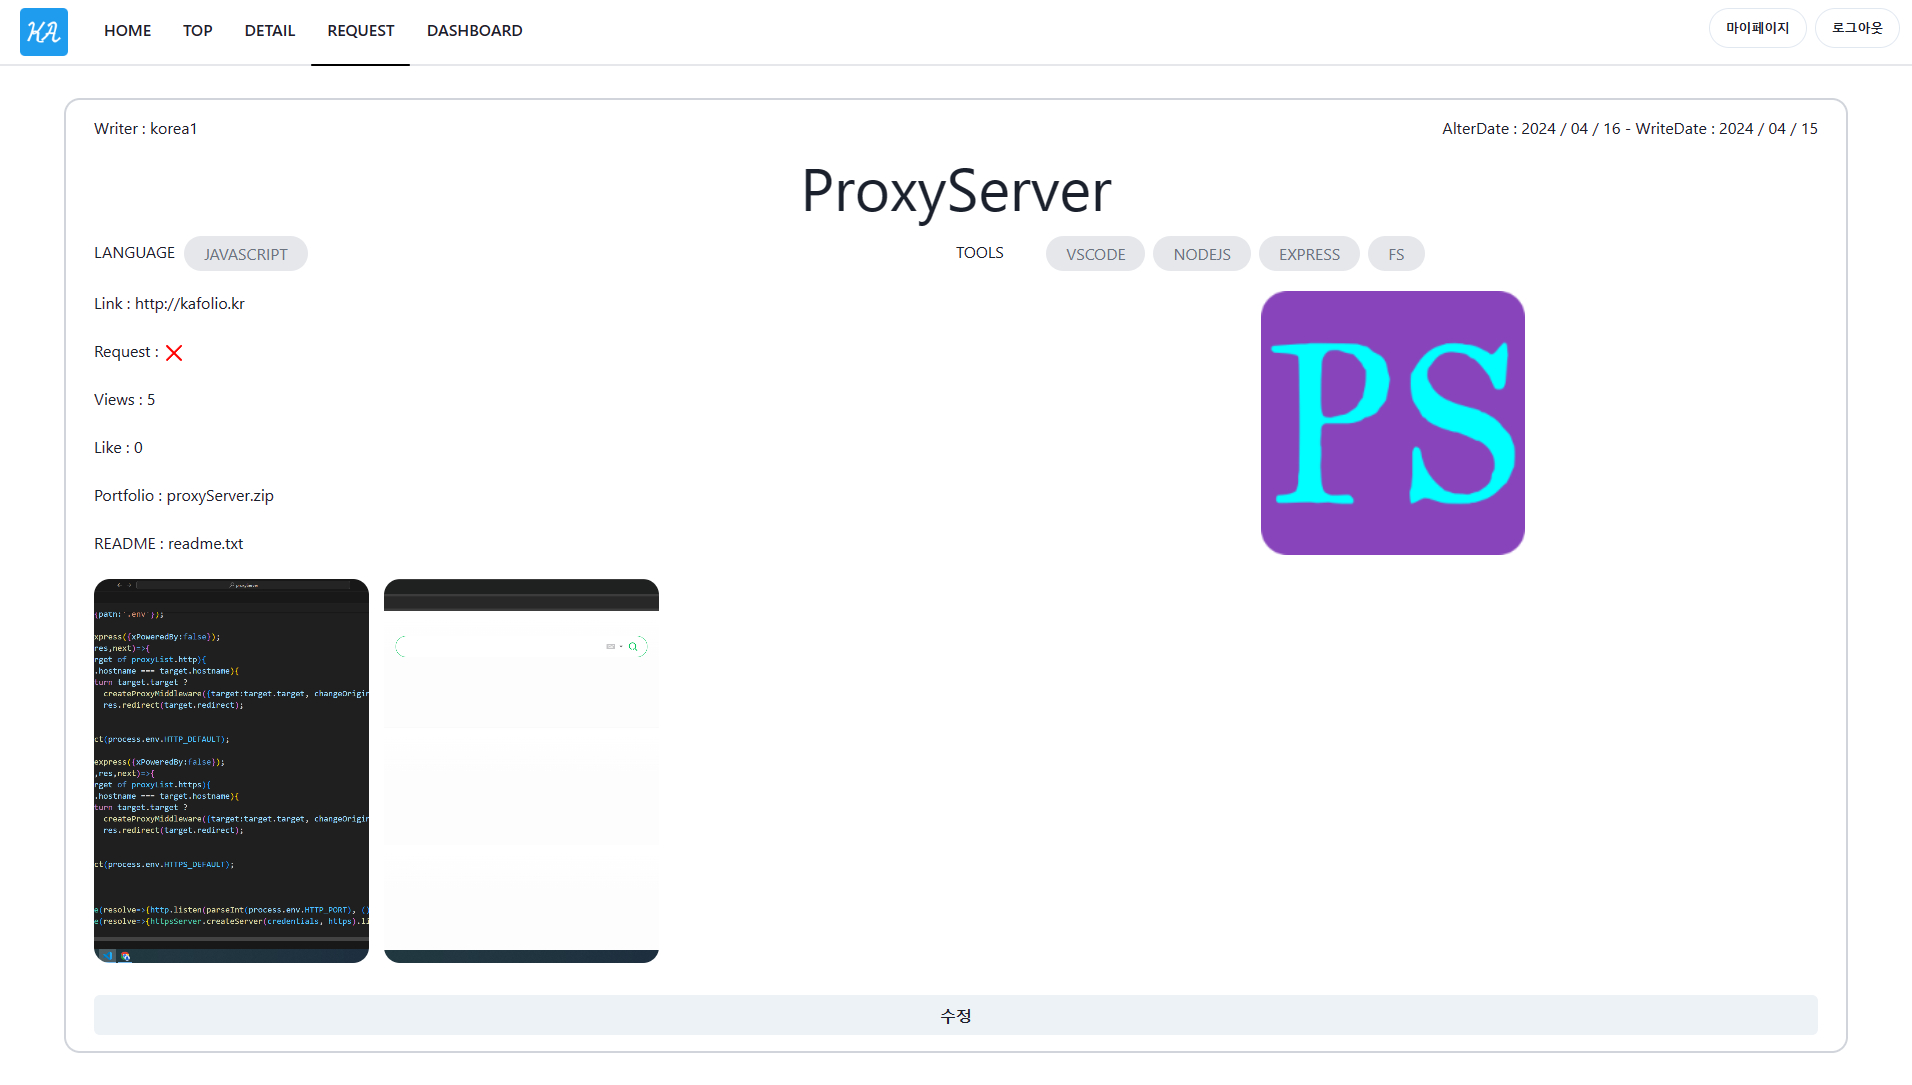 KA HOME TOP DETAIL REQUEST DASHBOARD 마이페이지 로그아웃
Writer : korea1 AlterDate : 2024 / 04 / 16 - WriteDate : 2024 / 04 / 15
ProxyServer
LANGUAGE JAVASCRIPT TOOLS VSCODE NODEJS EXPRESS FS
Link : http://kafolio.kr
Request : ❌
Views : 5
Like : 0
Portfolio : proxyServer.zip
README : readme.txt
PS
{path:'.env'});
xpress({xPoweredBy:false});
res,next)=>{
rget of proxyList.http){
.hostname === target.hostname){
turn target.target ?
createProxyMiddleware({target:target.target, changeOrigin
res.redirect(target.redirect);
ct(process.env.HTTP_DEFAULT);
express({xPoweredBy:false});
,res,next)=>{
rget of proxyList.https){
.hostname === target.hostname){
turn target.target ?
createProxyMiddleware({target:target.target, changeOrigin
res.redirect(target.redirect);
ct(process.env.HTTPS_DEFAULT);
e(resolve=>{http.listen(parseInt(process.env.HTTP_PORT), ()
e(resolve=>{httpsServer.createServer(credentials, https).li
수정